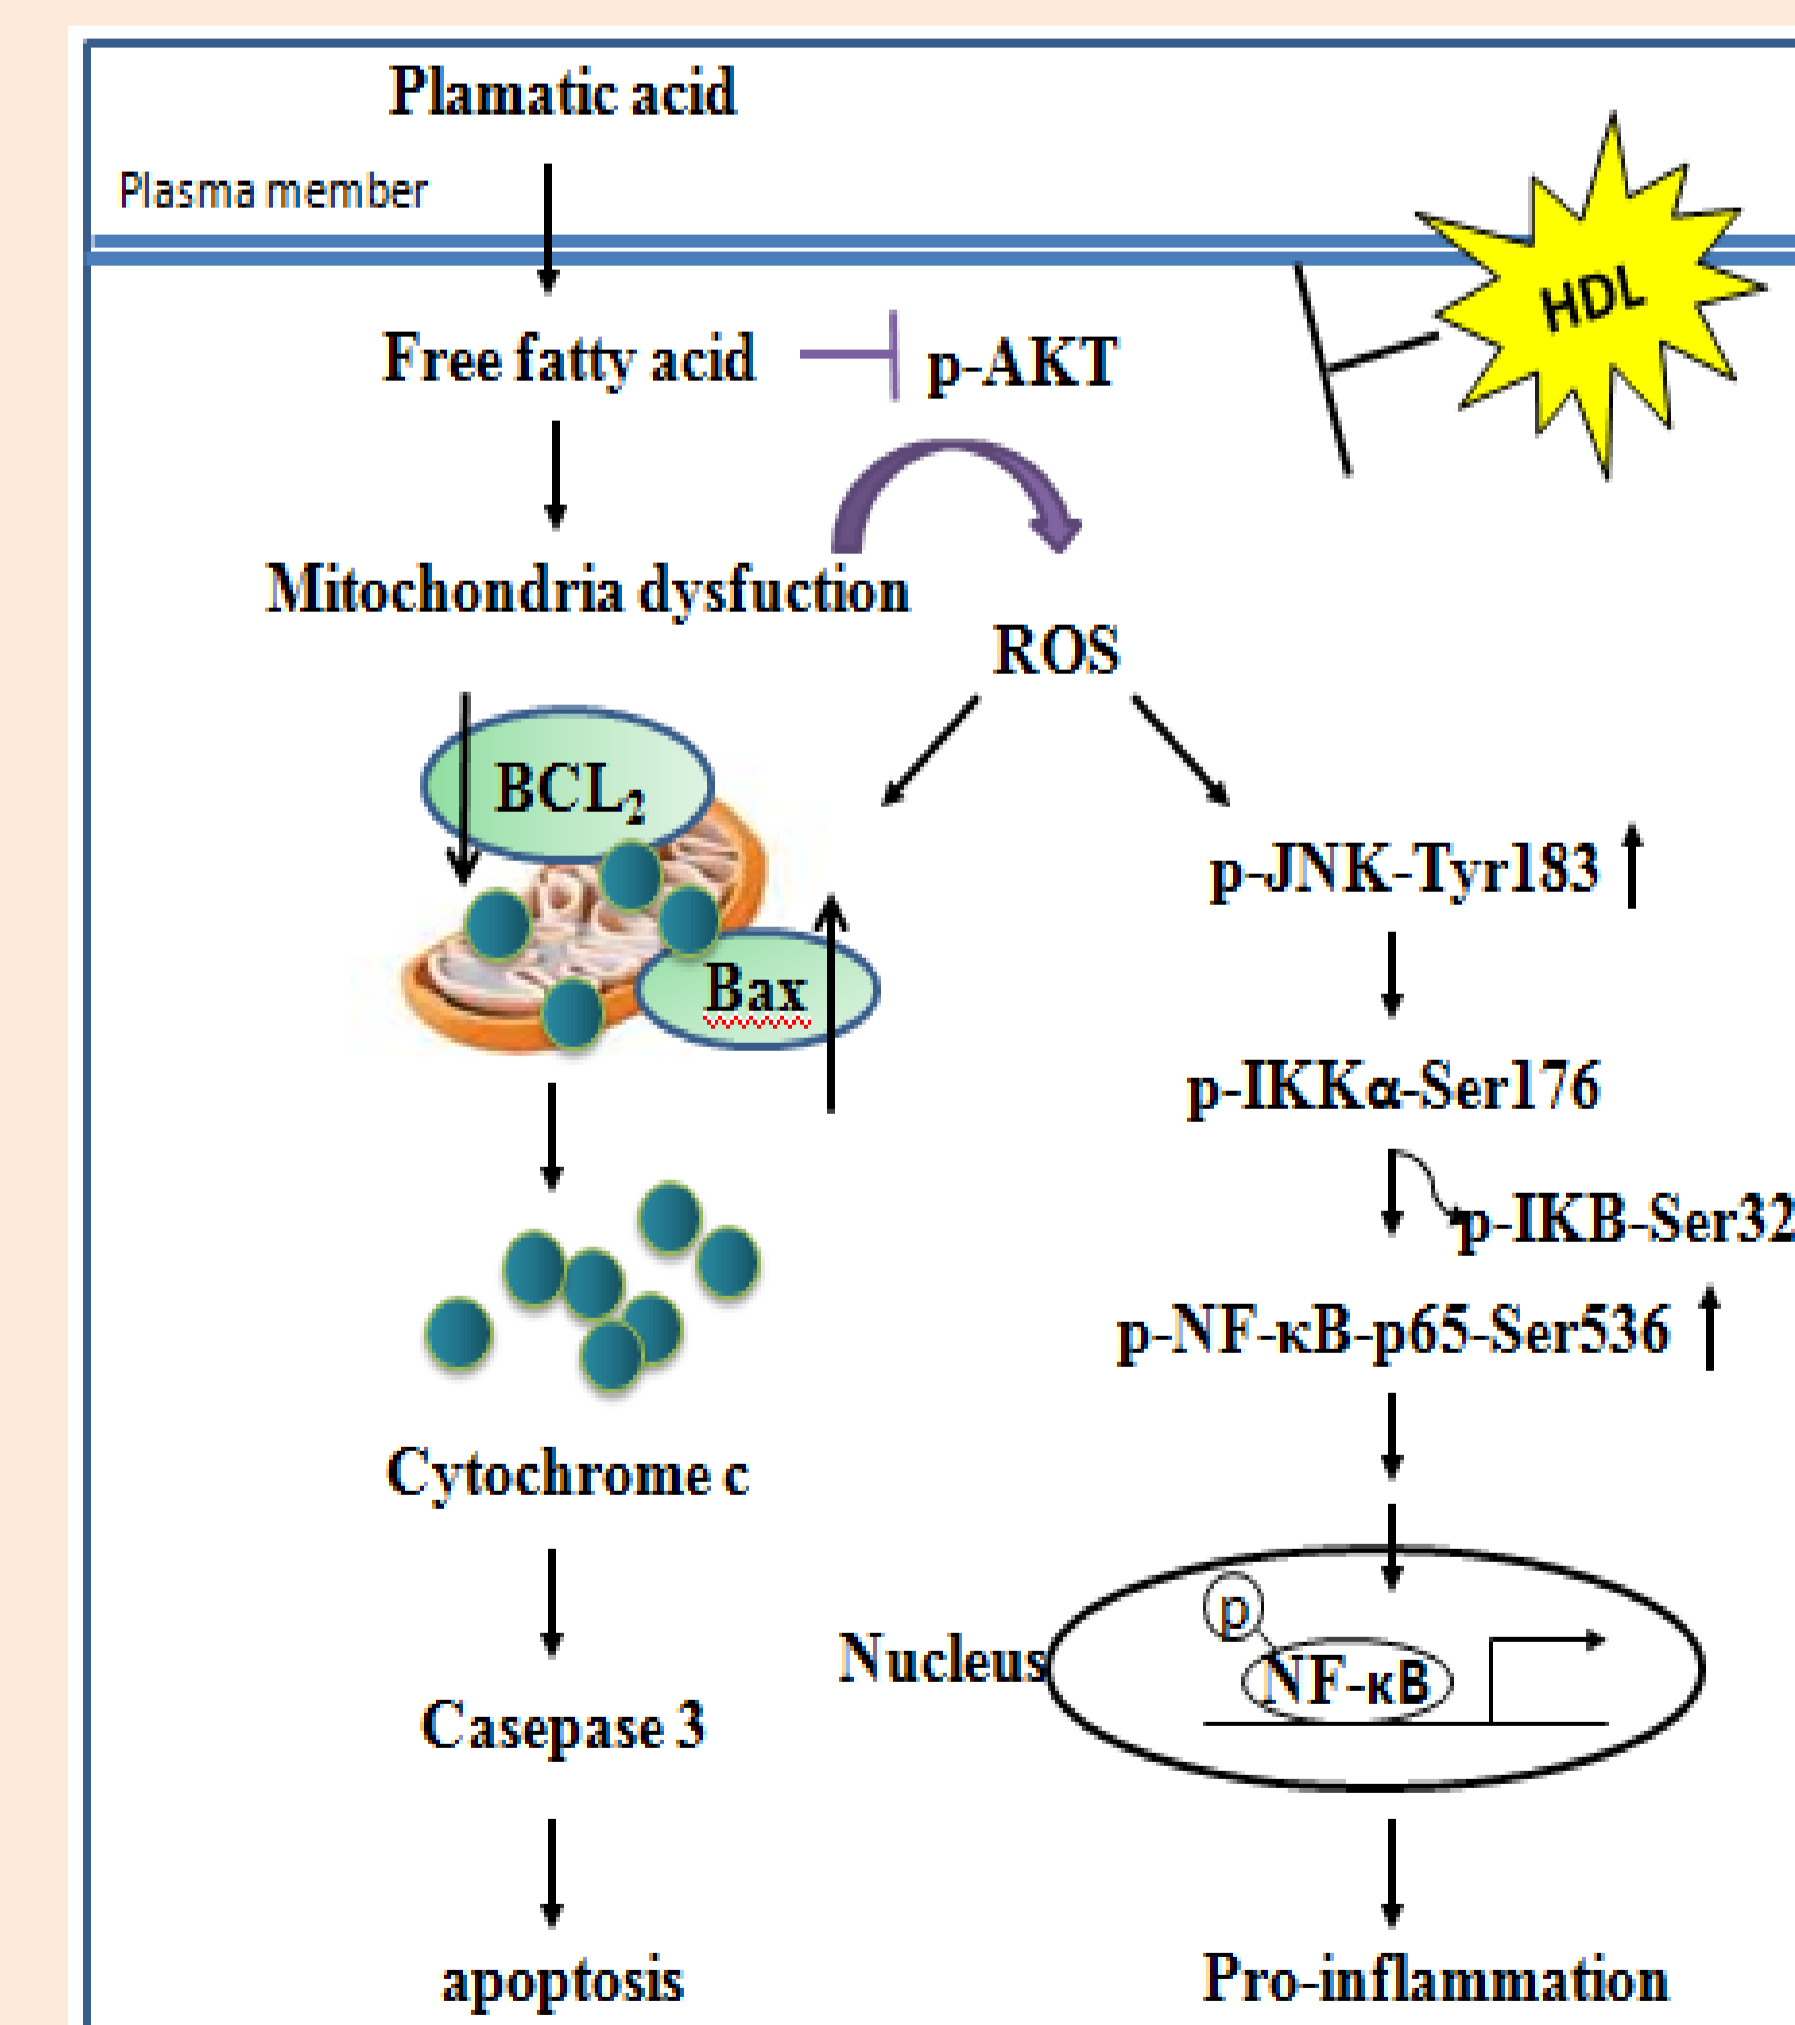 Plamatic acid
Plasma member
HDL
Free fatty acid
p-AKT
Mitochondria dysfuction
ROS
BCL2
p-JNK-Tyr183
Bax
p-IKKα-Ser176
p-IKB-Ser32
p-NF-κB-p65-Ser536
Cytochrome c
p
Nucleus
NF-κB
Casepase 3
apoptosis
Pro-inflammation